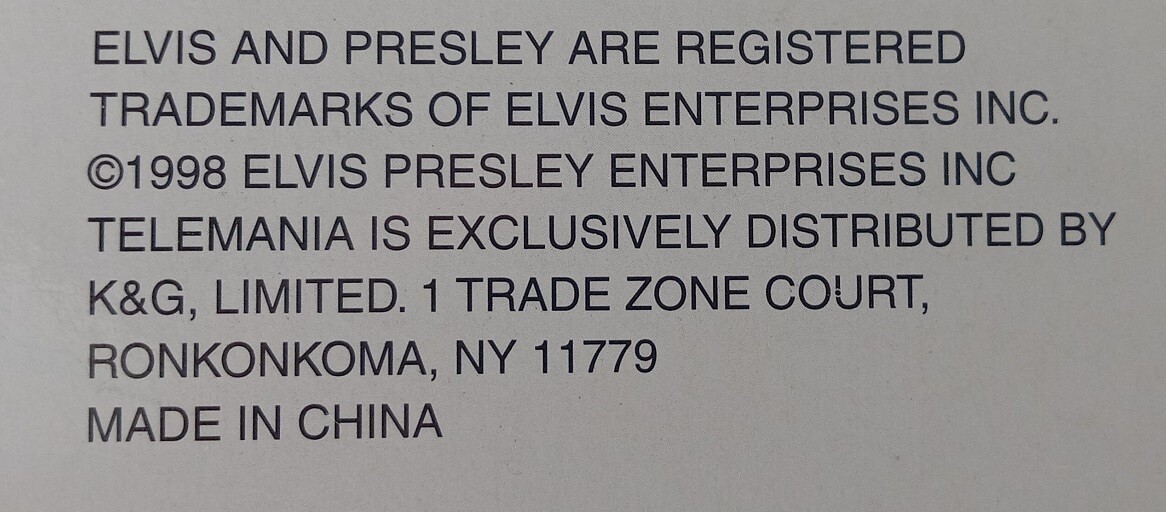 ELVIS AND PRESLEY ARE REGISTERED
TRADEMARKS OF ELVIS ENTERPRISES INC.
©1998 ELVIS PRESLEY ENTERPRISES INC
TELEMANIA IS EXCLUSIVELY DISTRIBUTED BY
K&G, LIMITED. 1 TRADE ZONE COURT,
RONKONKOMA, NY 11779
MADE IN CHINA